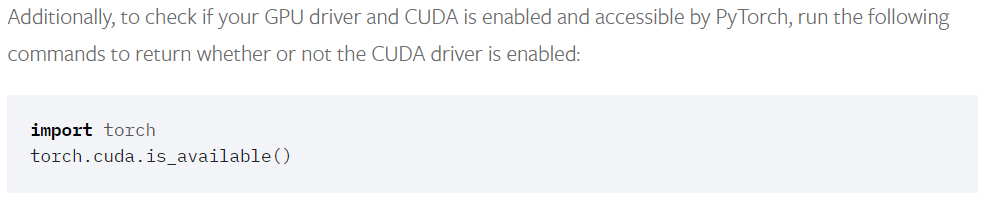 Additionally, to check if your GPU driver and CUDA is enabled and accessible by PyTorch, run the following
commands to return whether or not the CUDA driver is enabled:
import torch
torch.cuda.is_available()